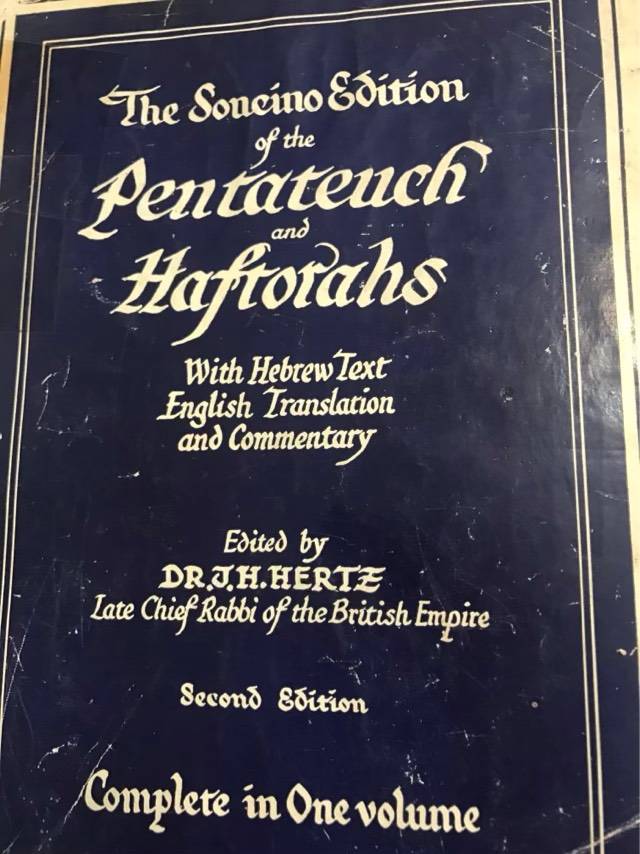 The Soncino Edition
of the
Pentateuch
and
Haftorahs
With Hebrew Text
English Translation
and Commentary
Edited by
DR. J. H. HERTZ
Late Chief Rabbi of the British Empire
Second Edition
Complete in One volume